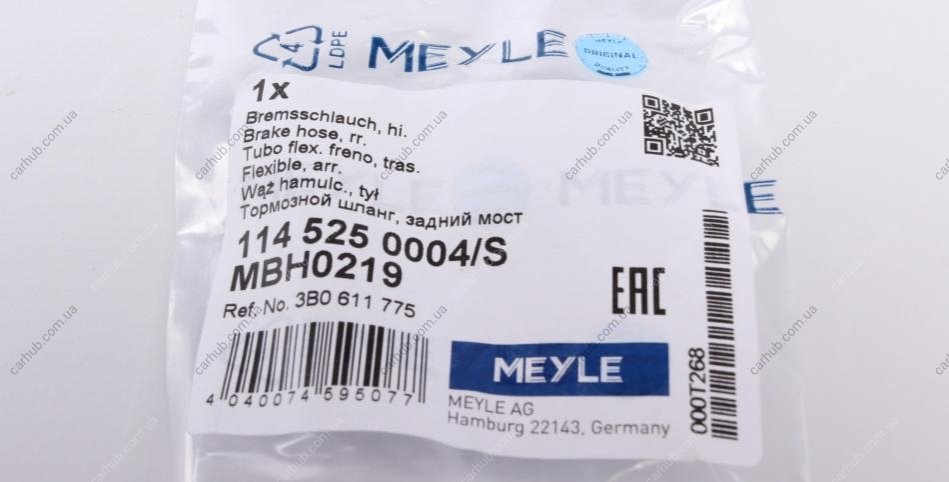 4
LDPE
MEYLE
MEYLE
ORIGINAL
QUALITY
1x
Bremsschlauch, hi.
Brake hose, rr.
Tubo flex. freno, tras.
Flexible, arr.
Wąż hamulc., tył
Тормозной шланг, задний мост
114 525 0004/S
MBH0219
Ref. No. 3B0 611 775
EAC
4 040074 595077
MEYLE
MEYLE AG
Hamburg 22143, Germany
000T268
carhub.com.ua